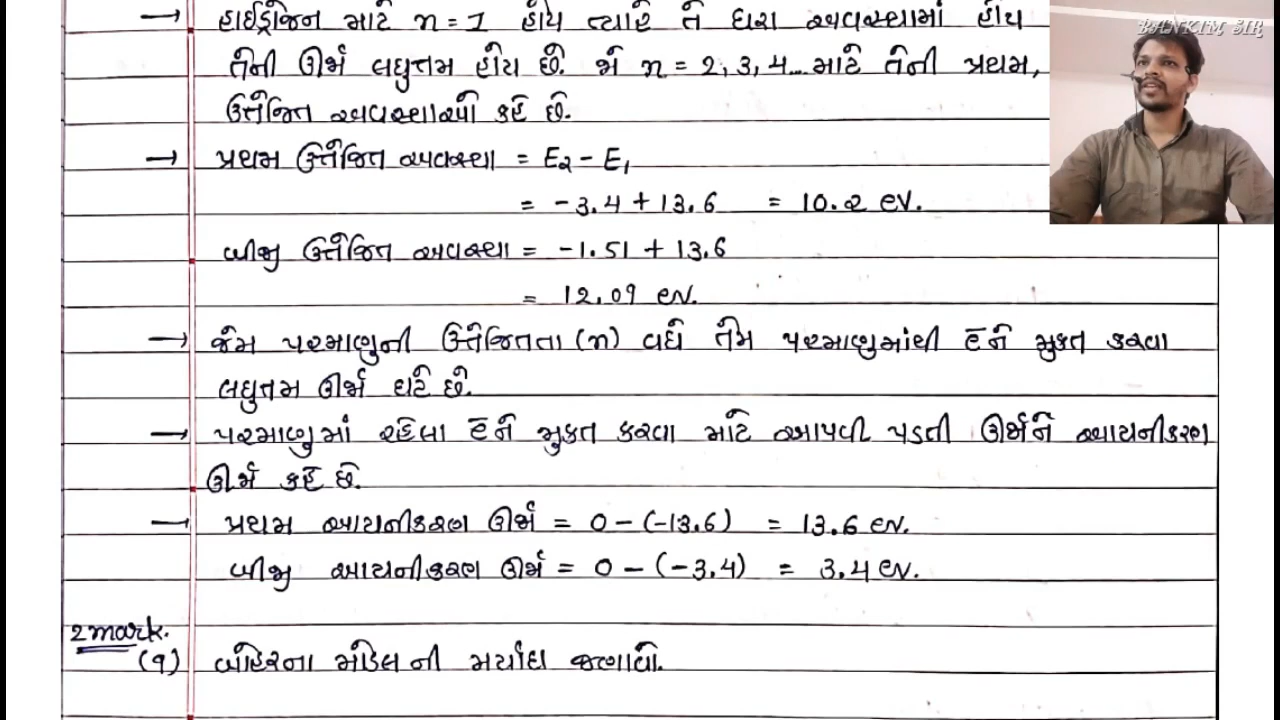 BANKIM SIR
→ હાઈડ્રોજન માટે n = 1 હોય ત્યારે તે ધરા અવસ્થામાં હોય
તેની ઊર્જા લઘુત્તમ હોય છે. જો n = 2, 3, 4... માટે તેની પ્રથમ,
ઉત્તેજિત અવસ્થાઓ કહે છે.
→ પ્રથમ ઉત્તેજિત અવસ્થા = E₂ - E₁
= -3.4 + 13.6 = 10.2 eV.
બીજી ઉત્તેજિત અવસ્થા = -1.51 + 13.6
= 12.09 eV.
→ જેમ પરમાણુની ઉત્તેજિતતા (n) વધે તેમ પરમાણુમાંથી ē ને મુક્ત કરવા
લઘુત્તમ ઊર્જા ઘટે છે.
→ પરમાણુમાં રહેલા ē ને મુક્ત કરવા માટે આપવી પડતી ઊર્જાને આયનીકરણ
ઊર્જા કહે છે.
→ પ્રથમ આયનીકરણ ઊર્જા = 0 - (-13.6) = 13.6 eV.
બીજી આયનીકરણ ઊર્જા = 0 - (-3.4) = 3.4 eV.
2 mark.
(૧) બોહરના મોડેલ ની મર્યાદા જણાવો.